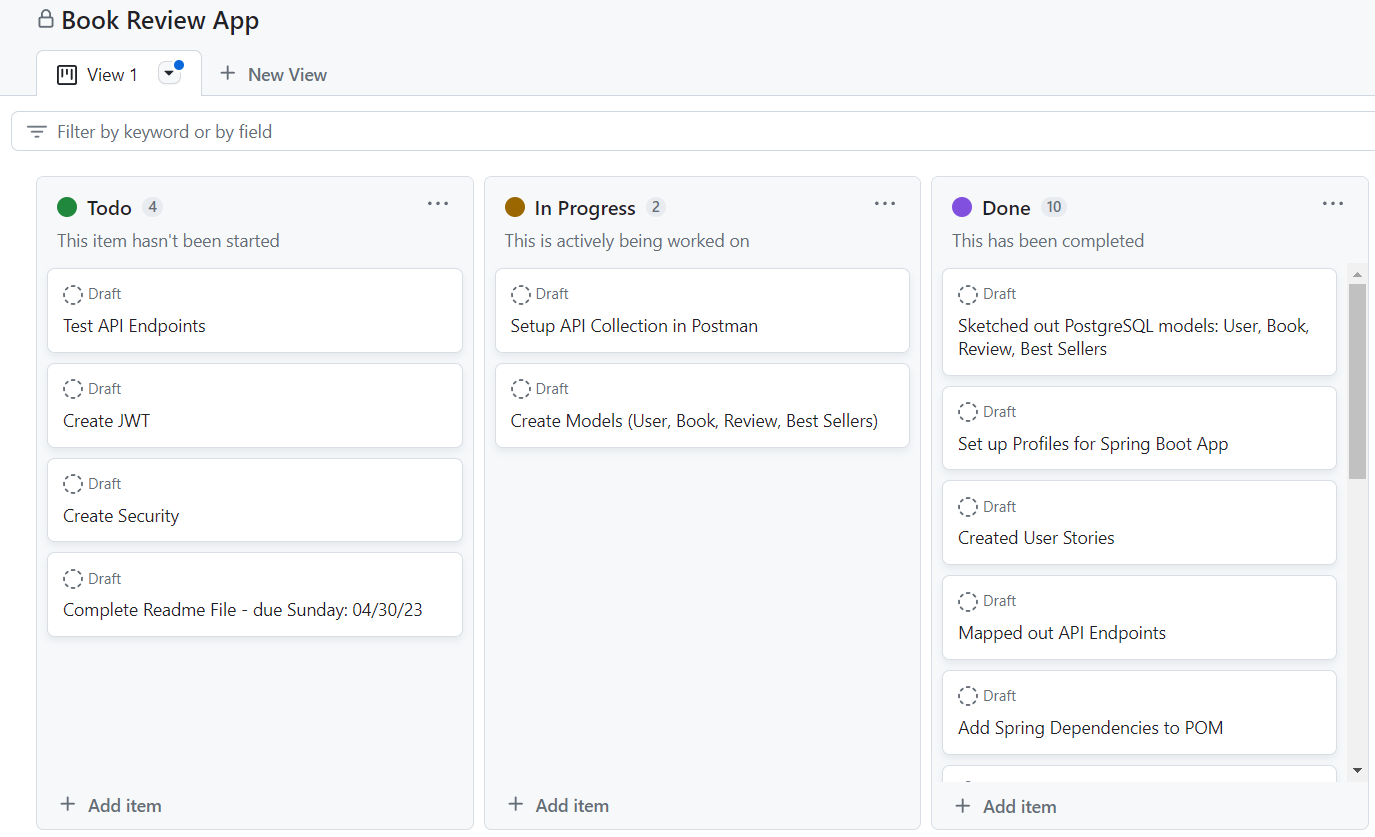 Book Review App
View 1
New View
Filter by keyword or by field
Todo 4
This item hasn't been started
Draft
Test API Endpoints
Draft
Create JWT
Draft
Create Security
Draft
Complete Readme File - due Sunday: 04/30/23
Add item
In Progress 2
This is actively being worked on
Draft
Setup API Collection in Postman
Draft
Create Models (User, Book, Review, Best Sellers)
Add item
Done 10
This has been completed
Draft
Sketched out PostgreSQL models: User, Book,
Review, Best Sellers
Draft
Set up Profiles for Spring Boot App
Draft
Created User Stories
Draft
Mapped out API Endpoints
Draft
Add Spring Dependencies to POM
Add item